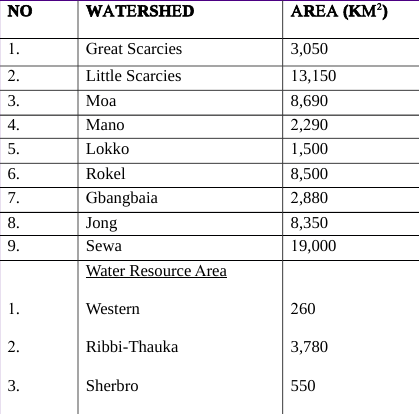 NO WATERSHED AREA (KM²)
1. Great Scarcies 3,050
2. Little Scarcies 13,150
3. Moa 8,690
4. Mano 2,290
5. Lokko 1,500
6. Rokel 8,500
7. Gbangbaia 2,880
8. Jong 8,350
9. Sewa 19,000
Water Resource Area
1. Western 260
2. Ribbi-Thauka 3,780
3. Sherbro 550